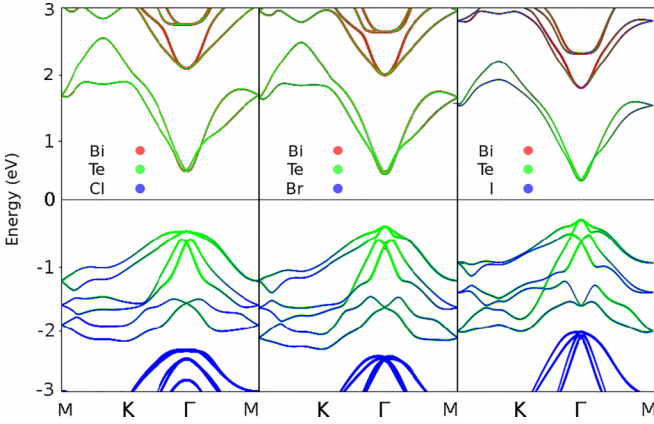 3
2
1
0
-1
-2
-3
Energy (eV)
Bi
Te
Cl
Bi
Te
Br
Bi
Te
I
M K Γ M K Γ M K Γ M